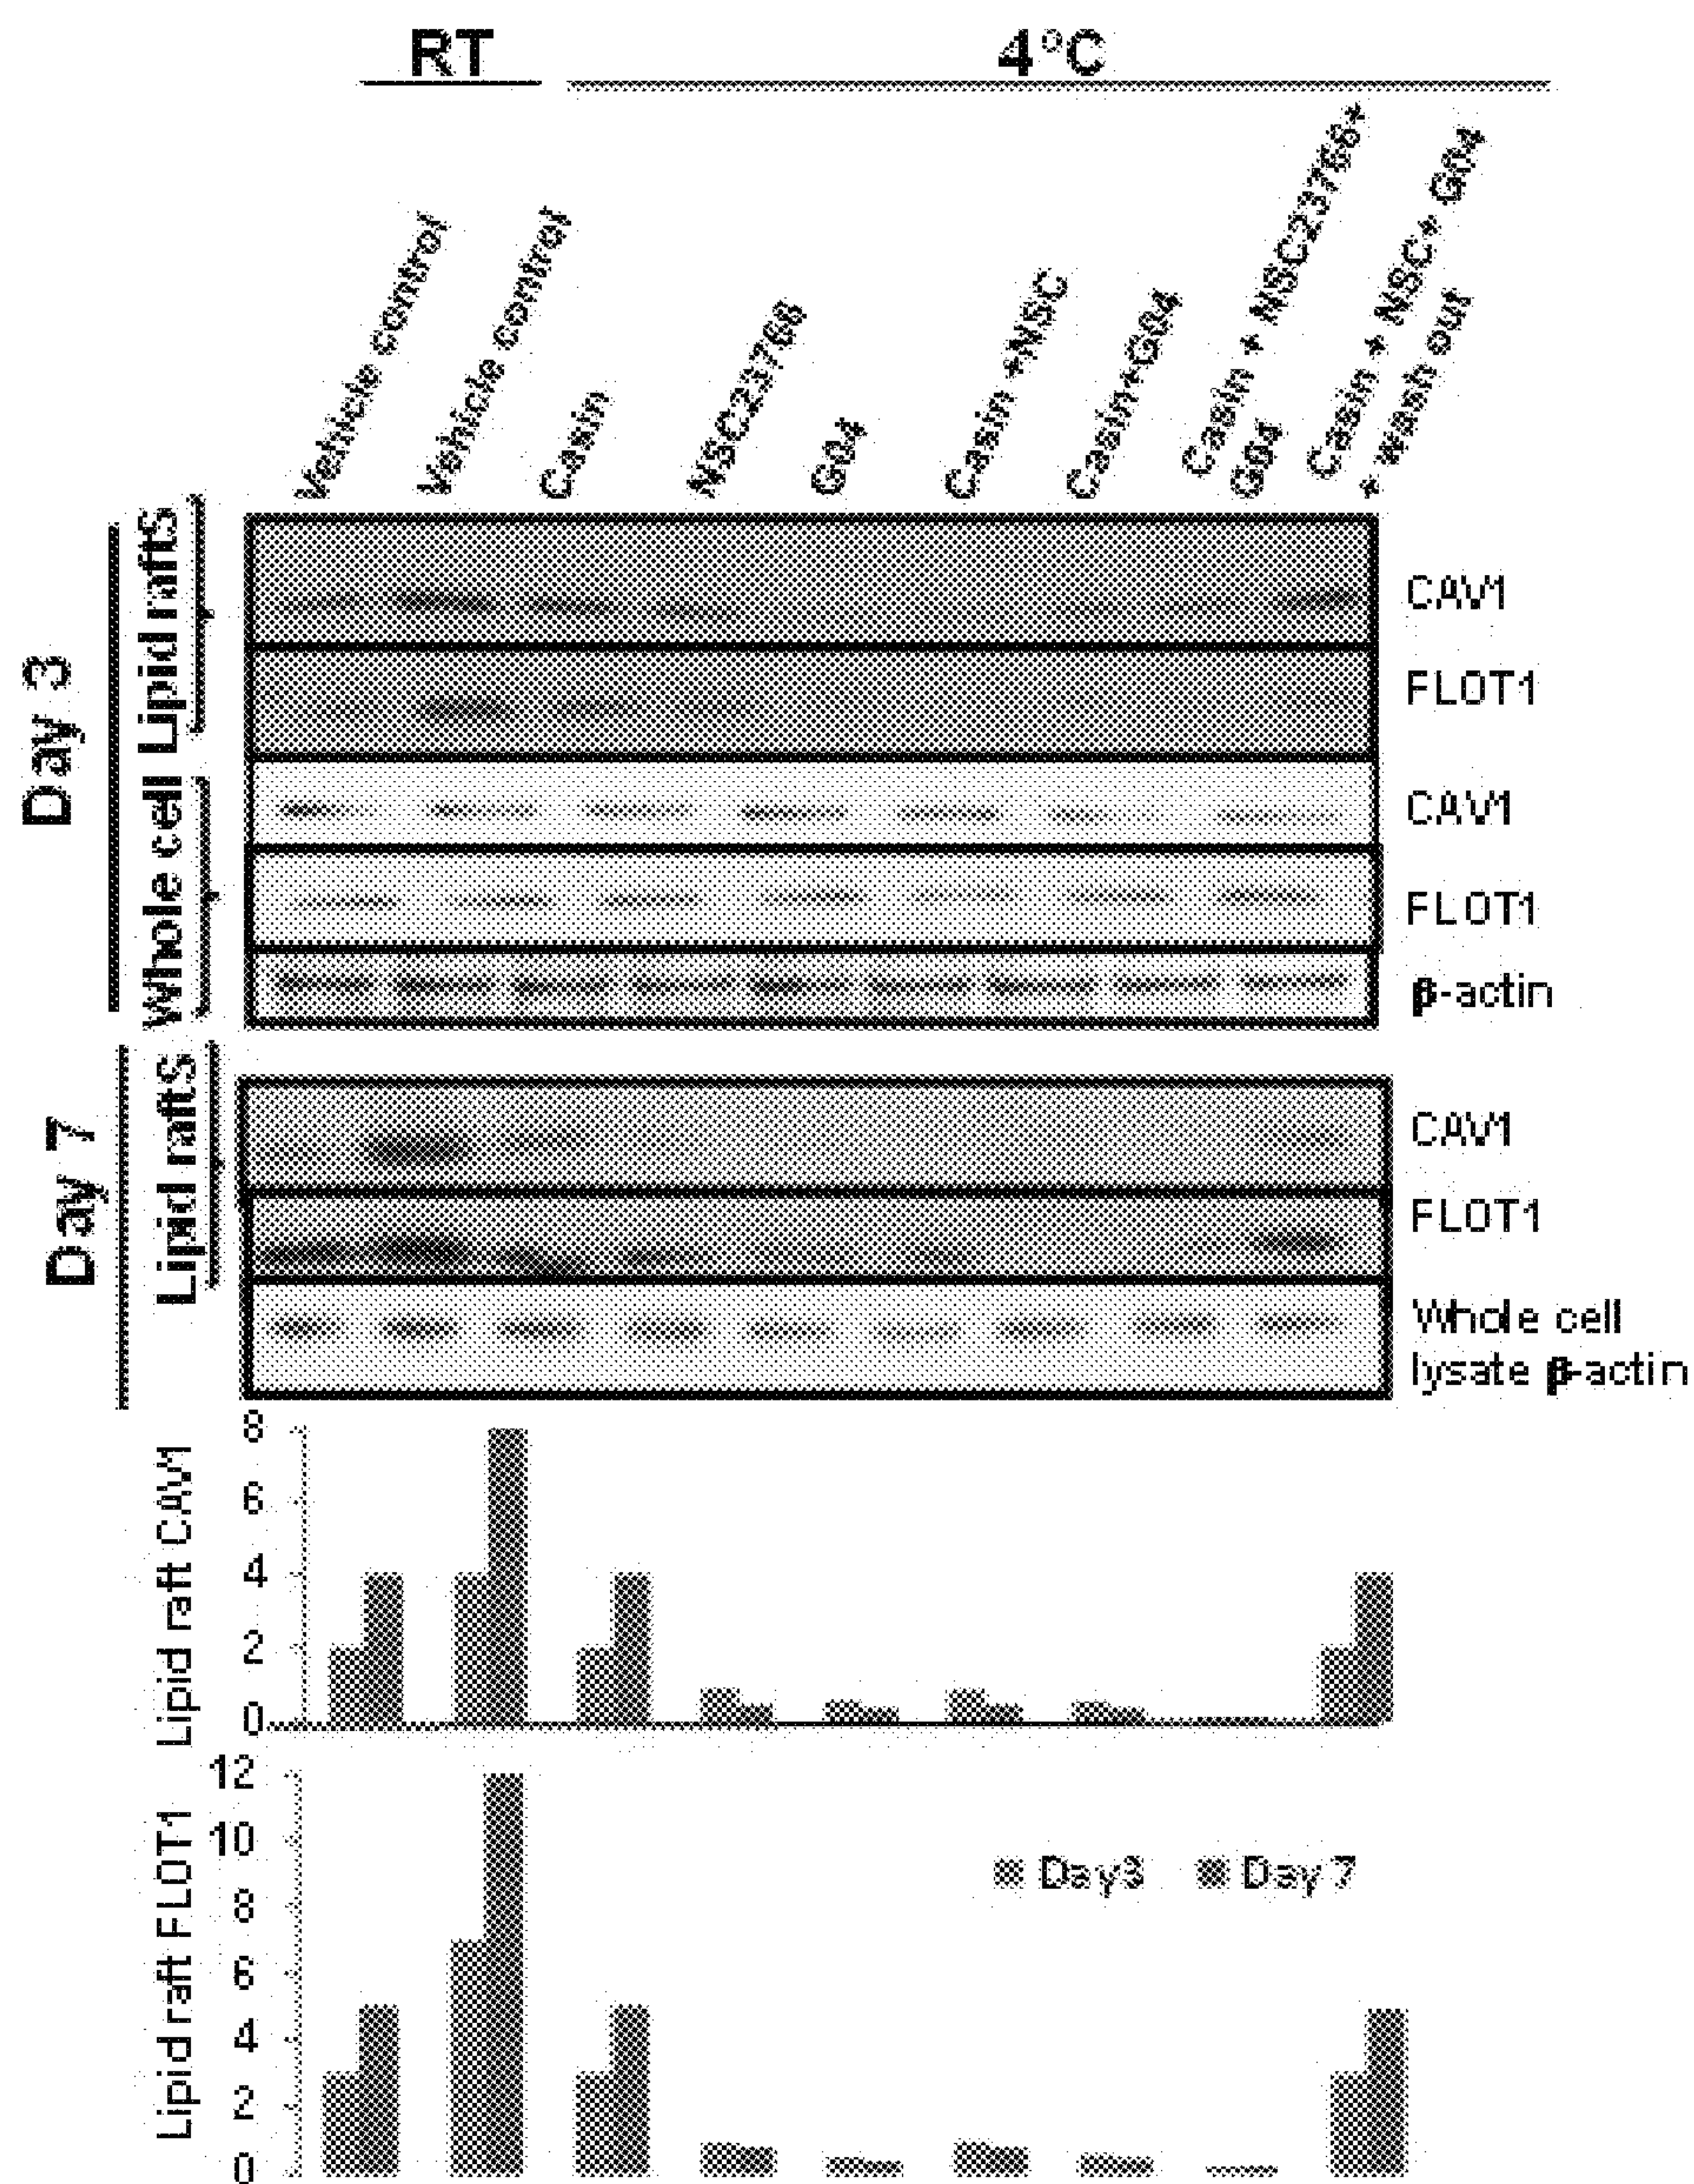 RT
4°C
Vehicle control
Vehicle control
Casin
NSC23766
G04
Casin +NSC
Casin+G04
Casin + NSC23766+
G04
Casin + NSC+ G04
+ wash out
Day 3
Lipid rafts
Whole cell
CAV1
FLOT1
CAV1
FLOT1
β-actin
Day 7
Lipid rafts
CAV1
FLOT1
Whole cell
lysate β-actin
Lipid raft CAV1
8
6
4
2
0
Lipid raft FLOT1
12
10
8
6
4
2
0
Day3
Day 7